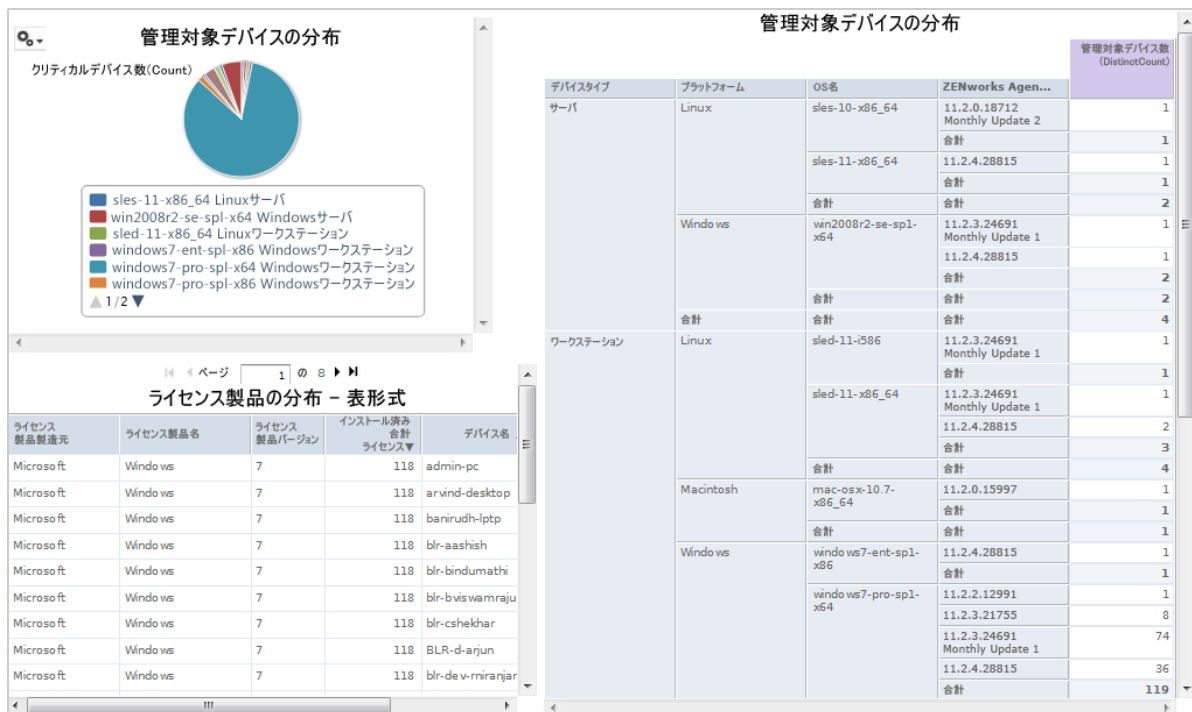 管理対象デバイスの分布
クリティカルデバイス数(Count)
sles-11-x86_64 Linuxサーバ
win2008r2-se-spl-x64 Windowsサーバ
sled-11-x86_64 Linuxワークステーション
windows7-ent-spl-x86 Windowsワークステーション
windows7-pro-spl-x64 Windowsワークステーション
windows7-pro-spl-x86 Windowsワークステーション
1/2
ページ 1 の 8
ライセンス製品の分布 - 表形式
ライセンス 製品製造元 ライセンス製品名 ライセンス 製品バージョン インストール済み 合計 ライセンス▼ デバイス名
Microsoft Windows 7 118 admin-pc
Microsoft Windows 7 118 arvind-desktop
Microsoft Windows 7 118 banirudh-lptp
Microsoft Windows 7 118 blr-aashish
Microsoft Windows 7 118 blr-bindumathi
Microsoft Windows 7 118 blr-bviswamraju
Microsoft Windows 7 118 blr-cshekhar
Microsoft Windows 7 118 BLR-d-arjun
Microsoft Windows 7 118 blr-dev-rniranjan
管理対象デバイスの分布
管理対象デバイス数
(DistinctCount)
デバイスタイプ プラットフォーム OS名 ZENworks Agen...
サーバ Linux sles-10-x86_64 11.2.0.18712 1
Monthly Update 2
合計 1
sles-11-x86_64 11.2.4.28815 1
合計 1
合計 合計 2
Windows win2008r2-se-sp1- 11.2.3.24691 1
x64 Monthly Update 1
11.2.4.28815 1
合計 2
合計 合計 2
合計 合計 合計 4
ワークステーション Linux sled-11-i586 11.2.3.24691 1
Monthly Update 1
合計 1
sled-11-x86_64 11.2.3.24691 1
Monthly Update 1
11.2.4.28815 2
合計 3
合計 合計 4
Macintosh mac-osx-10.7- 11.2.0.15997 1
x86_64 合計 1
合計 合計 1
Windows windows7-ent-sp1- 11.2.4.28815 1
x86 合計 1
windows7-pro-sp1- 11.2.2.12991 1
x64 11.2.3.21755 8
11.2.3.24691 74
Monthly Update 1
11.2.4.28815 36
合計 119